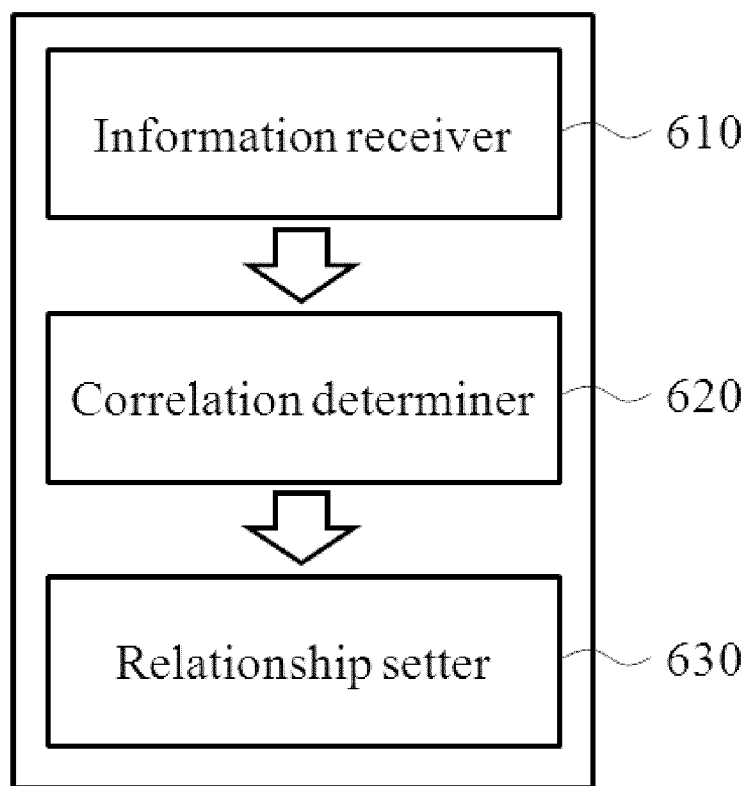 Information receiver
610
Correlation determiner
620
Relationship setter
630